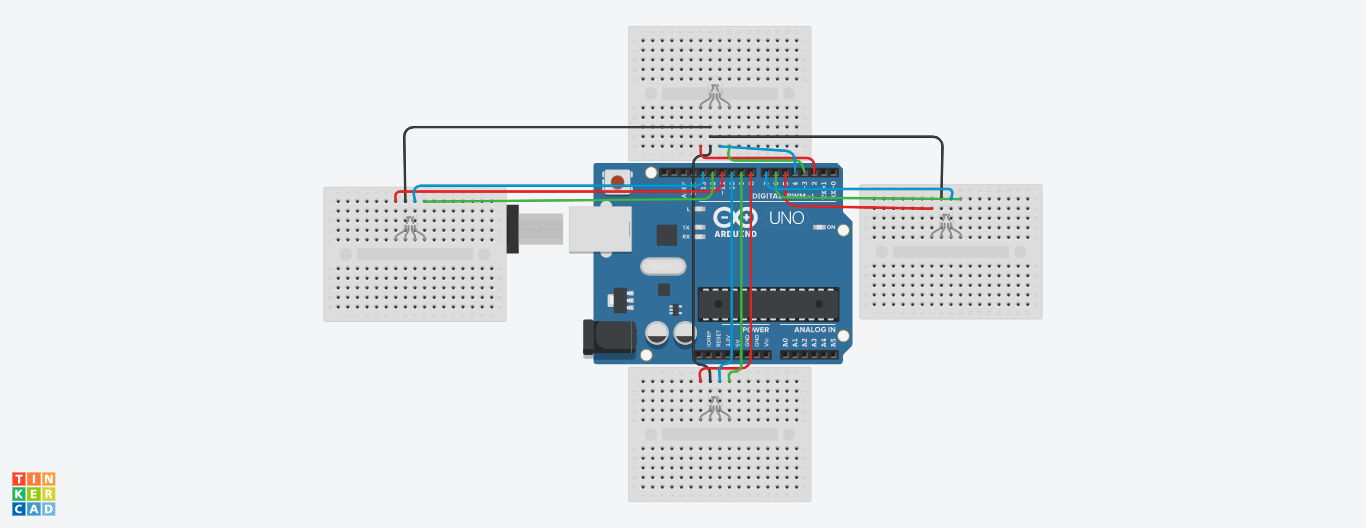 DIGITAL
L
UNO
TX
RX
ARDUINO
ON
POWER
ANALOG IN
IOREF
RESET
3.3V
5V
GND
GND
Vin
A0
A1
A2
A3
A4
A5
TIN
KER
CAD